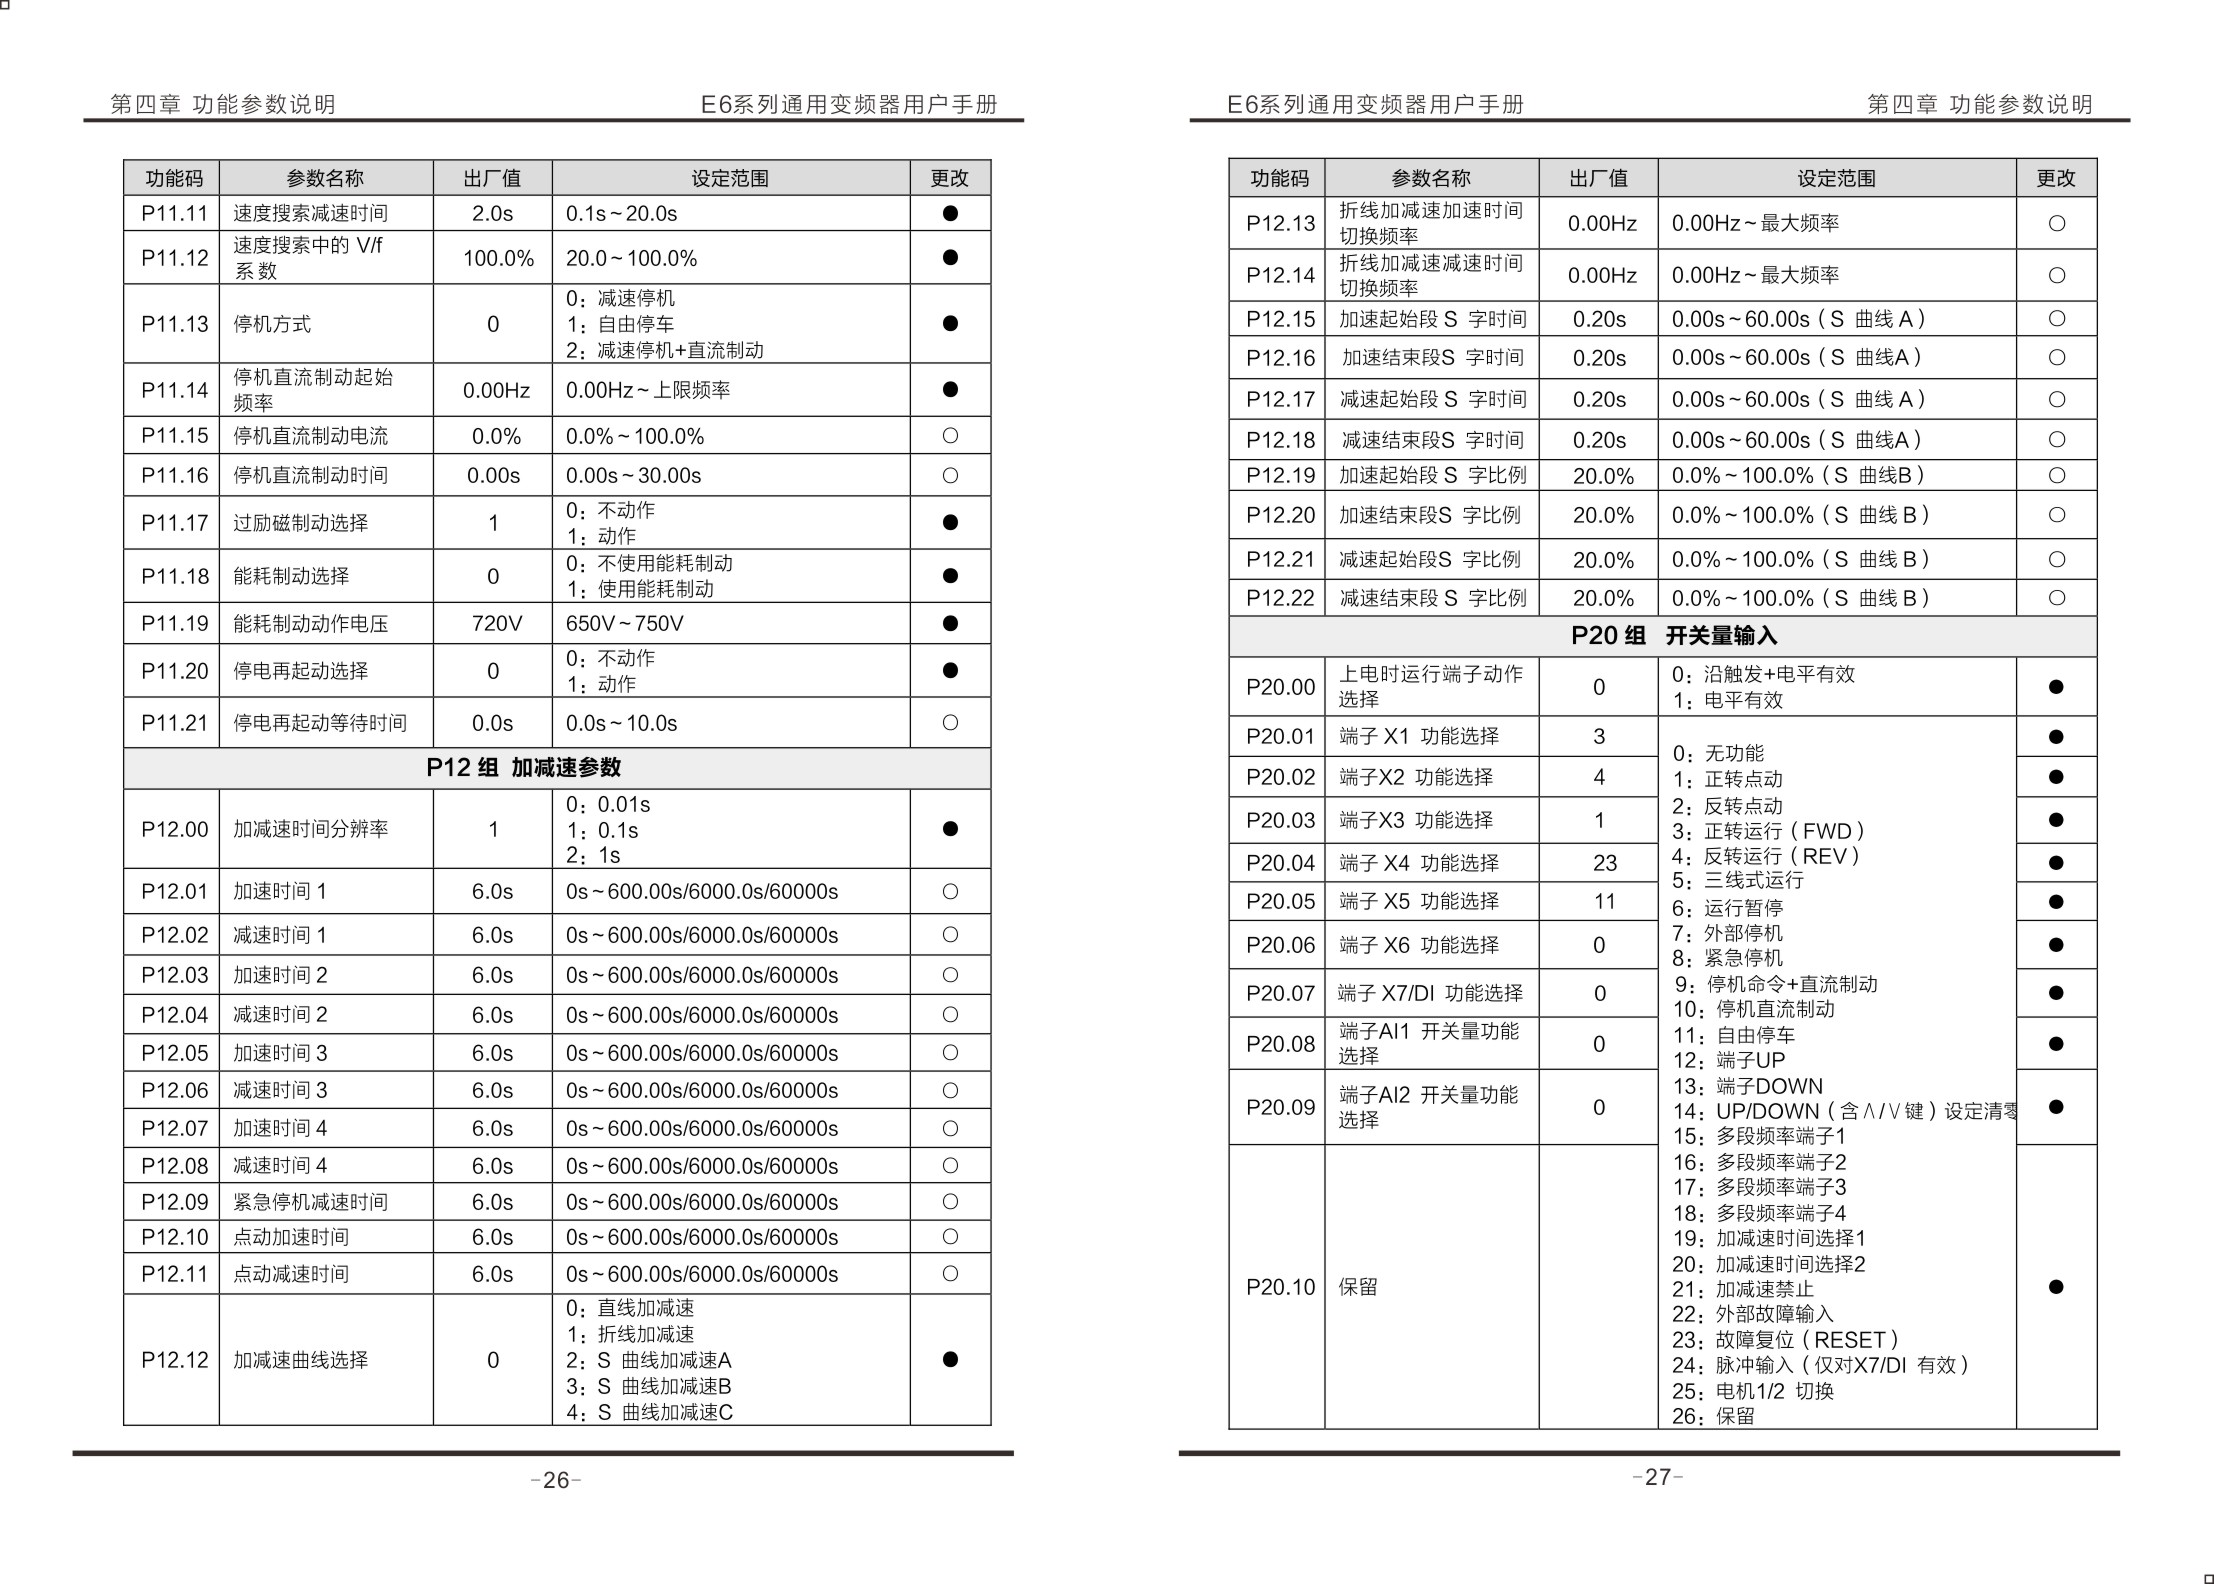 第四章 功能参数说明 E6系列通用变频器用户手册
功能码 参数名称 出厂值 设定范围 更改
P11.11 速度搜索减速时间 2.0s 0.1s~20.0s ●
P11.12 速度搜索中的 V/f 系数 100.0% 20.0~100.0% ●
P11.13 停机方式 0 0：减速停机
1：自由停车
2：减速停机+直流制动 ●
P11.14 停机直流制动起始频率 0.00Hz 0.00Hz~上限频率 ●
P11.15 停机直流制动电流 0.0% 0.0%~100.0% ○
P11.16 停机直流制动时间 0.00s 0.00s~30.00s ○
P11.17 过励磁制动选择 1 0：不动作
1：动作 ●
P11.18 能耗制动选择 0 0：不使用能耗制动
1：使用能耗制动 ●
P11.19 能耗制动动作电压 720V 650V~750V ●
P11.20 停电再起动选择 0 0：不动作
1：动作 ●
P11.21 停电再起动等待时间 0.0s 0.0s~10.0s ○
P12 组 加减速参数
P12.00 加减速时间分辨率 1 0：0.01s
1：0.1s
2：1s ●
P12.01 加速时间 1 6.0s 0s~600.00s/6000.0s/60000s ○
P12.02 减速时间 1 6.0s 0s~600.00s/6000.0s/60000s ○
P12.03 加速时间 2 6.0s 0s~600.00s/6000.0s/60000s ○
P12.04 减速时间 2 6.0s 0s~600.00s/6000.0s/60000s ○
P12.05 加速时间 3 6.0s 0s~600.00s/6000.0s/60000s ○
P12.06 减速时间 3 6.0s 0s~600.00s/6000.0s/60000s ○
P12.07 加速时间 4 6.0s 0s~600.00s/6000.0s/60000s ○
P12.08 减速时间 4 6.0s 0s~600.00s/6000.0s/60000s ○
P12.09 紧急停机减速时间 6.0s 0s~600.00s/6000.0s/60000s ○
P12.10 点动加速时间 6.0s 0s~600.00s/6000.0s/60000s ○
P12.11 点动减速时间 6.0s 0s~600.00s/6000.0s/60000s ○
P12.12 加减速曲线选择 0 0：直线加减速
1：折线加减速
2：S 曲线加减速A
3：S 曲线加减速B
4：S 曲线加减速C ●
-26-
E6系列通用变频器用户手册 第四章 功能参数说明
功能码 参数名称 出厂值 设定范围 更改
P12.13 折线加减速加速时间切换频率 0.00Hz 0.00Hz~最大频率 ○
P12.14 折线加减速减速时间切换频率 0.00Hz 0.00Hz~最大频率 ○
P12.15 加速起始段 S 字时间 0.20s 0.00s~60.00s（S 曲线 A） ○
P12.16 加速结束段S 字时间 0.20s 0.00s~60.00s（S 曲线A） ○
P12.17 减速起始段 S 字时间 0.20s 0.00s~60.00s（S 曲线 A） ○
P12.18 减速结束段S 字时间 0.20s 0.00s~60.00s（S 曲线A） ○
P12.19 加速起始段 S 字比例 20.0% 0.0%~100.0%（S 曲线B） ○
P12.20 加速结束段S 字比例 20.0% 0.0%~100.0%（S 曲线 B） ○
P12.21 减速起始段S 字比例 20.0% 0.0%~100.0%（S 曲线 B） ○
P12.22 减速结束段 S 字比例 20.0% 0.0%~100.0%（S 曲线 B） ○
P20 组 开关量输入
P20.00 上电时运行端子动作选择 0 0：沿触发+电平有效
1：电平有效 ●
P20.01 端子 X1 功能选择 3 ●
P20.02 端子X2 功能选择 4 ●
P20.03 端子X3 功能选择 1 ●
P20.04 端子 X4 功能选择 23 ●
P20.05 端子 X5 功能选择 11 ●
P20.06 端子 X6 功能选择 0 ●
P20.07 端子 X7/DI 功能选择 0 ●
P20.08 端子AI1 开关量功能选择 0 ●
P20.09 端子AI2 开关量功能选择 0 ●
P20.10 保留 ●
0：无功能
1：正转点动
2：反转点动
3：正转运行（FWD）
4：反转运行（REV）
5：三线式运行
6：运行暂停
7：外部停机
8：紧急停机
9：停机命令+直流制动
10：停机直流制动
11：自由停车
12：端子UP
13：端子DOWN
14：UP/DOWN（含∧/∨键）设定清零
15：多段频率端子1
16：多段频率端子2
17：多段频率端子3
18：多段频率端子4
19：加减速时间选择1
20：加减速时间选择2
21：加减速禁止
22：外部故障输入
23：故障复位（RESET）
24：脉冲输入（仅对X7/DI 有效）
25：电机1/2 切换
26：保留
-27-